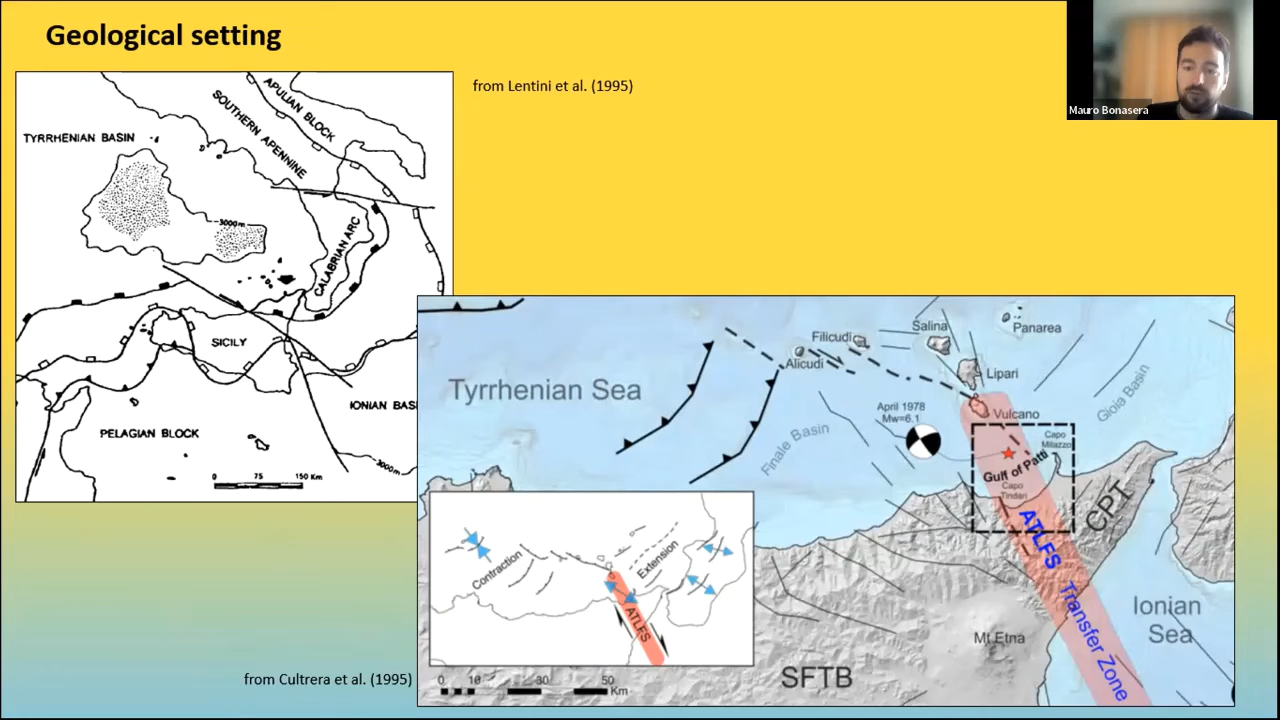 Geological setting
from Lentini et al. (1995)
Mauro Bonasera
APULIAN BLOCK
SOUTHERN APENNINE
TYRRHENIAN BASIN
3000m
CALABRIAN ARC
SICILY
IONIAN BASI
PELAGIAN BLOCK
3000m
0 75 150 Km
Salina
Panarea
Filicudi
Alicudi
Lipari
Tyrrhenian Sea
Gioia Basin
April 1978
Mw=6.1
Vulcano
Finale Basin
Capo
Milazzo
Gulf of Patti
Capo
Tindari
CPT
ATLFS
Transfer Zone
Contraction
Extension
ATLFS
Ionian
Sea
Mt Etna
SFTB
0 10 30 50
Km
from Cultrera et al. (1995)